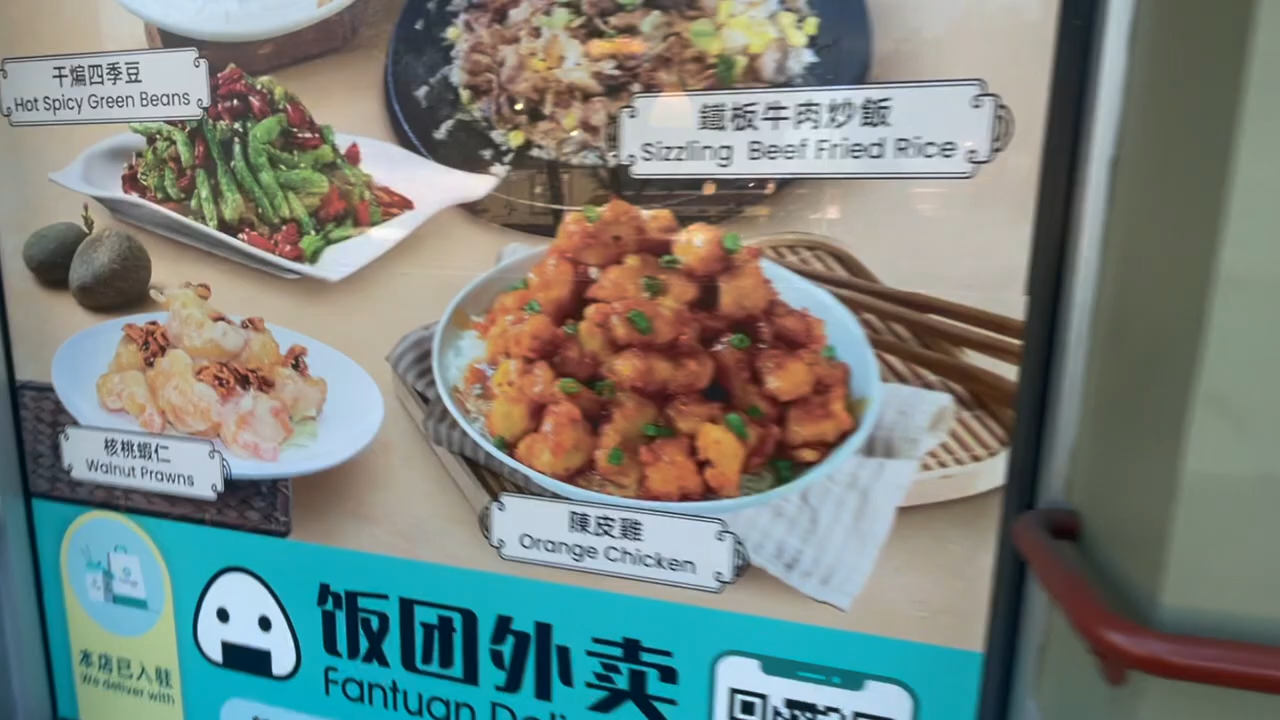 干煸四季豆
Hot Spicy Green Beans
鐵板牛肉炒飯
Sizzling Beef Fried Rice
核桃蝦仁
Walnut Prawns
陳皮雞
Orange Chicken
本店已入驻
We deliver with
饭团外卖
Fantuan